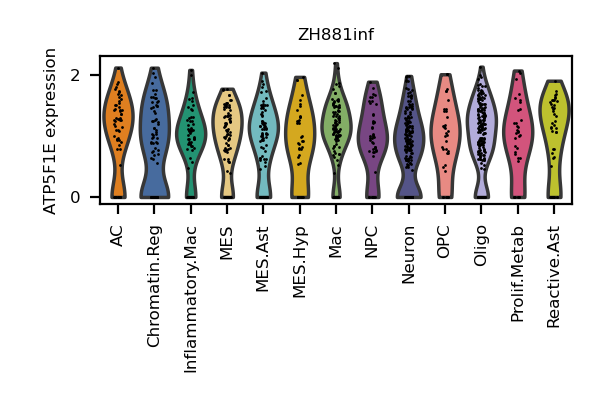 ZH881inf
ATP5F1E expression
2
0
AC
Chromatin.Reg
Inflammatory.Mac
MES
MES.Ast
MES.Hyp
Mac
NPC
Neuron
OPC
Oligo
Prolif.Metab
Reactive.Ast